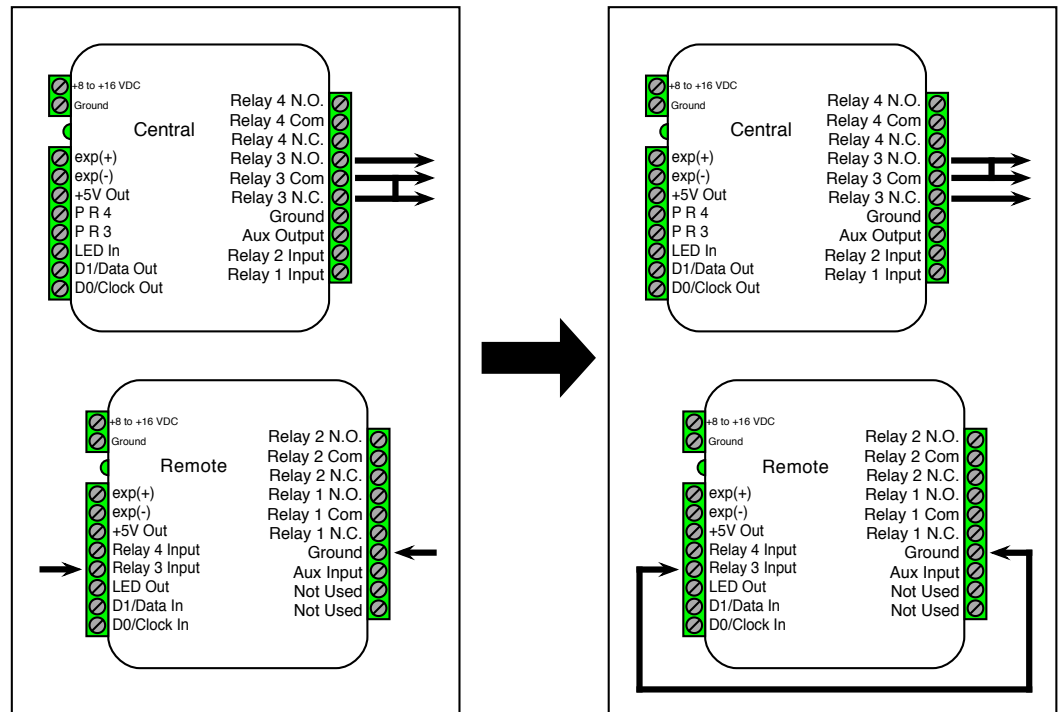 +8 to +16 VDC
Ground
Central
exp(+)
exp(-)
+5V Out
P R 4
P R 3
LED In
D1/Data Out
D0/Clock Out
Relay 4 N.O.
Relay 4 Com
Relay 4 N.C.
Relay 3 N.O.
Relay 3 Com
Relay 3 N.C.
Ground
Aux Output
Relay 2 Input
Relay 1 Input
+8 to +16 VDC
Ground
Remote
exp(+)
exp(-)
+5V Out
Relay 4 Input
Relay 3 Input
LED Out
D1/Data In
D0/Clock In
Relay 2 N.O.
Relay 2 Com
Relay 2 N.C.
Relay 1 N.O.
Relay 1 Com
Relay 1 N.C.
Ground
Aux Input
Not Used
Not Used
+8 to +16 VDC
Ground
Central
exp(+)
exp(-)
+5V Out
P R 4
P R 3
LED In
D1/Data Out
D0/Clock Out
Relay 4 N.O.
Relay 4 Com
Relay 4 N.C.
Relay 3 N.O.
Relay 3 Com
Relay 3 N.C.
Ground
Aux Output
Relay 2 Input
Relay 1 Input
+8 to +16 VDC
Ground
Remote
exp(+)
exp(-)
+5V Out
Relay 4 Input
Relay 3 Input
LED Out
D1/Data In
D0/Clock In
Relay 2 N.O.
Relay 2 Com
Relay 2 N.C.
Relay 1 N.O.
Relay 1 Com
Relay 1 N.C.
Ground
Aux Input
Not Used
Not Used